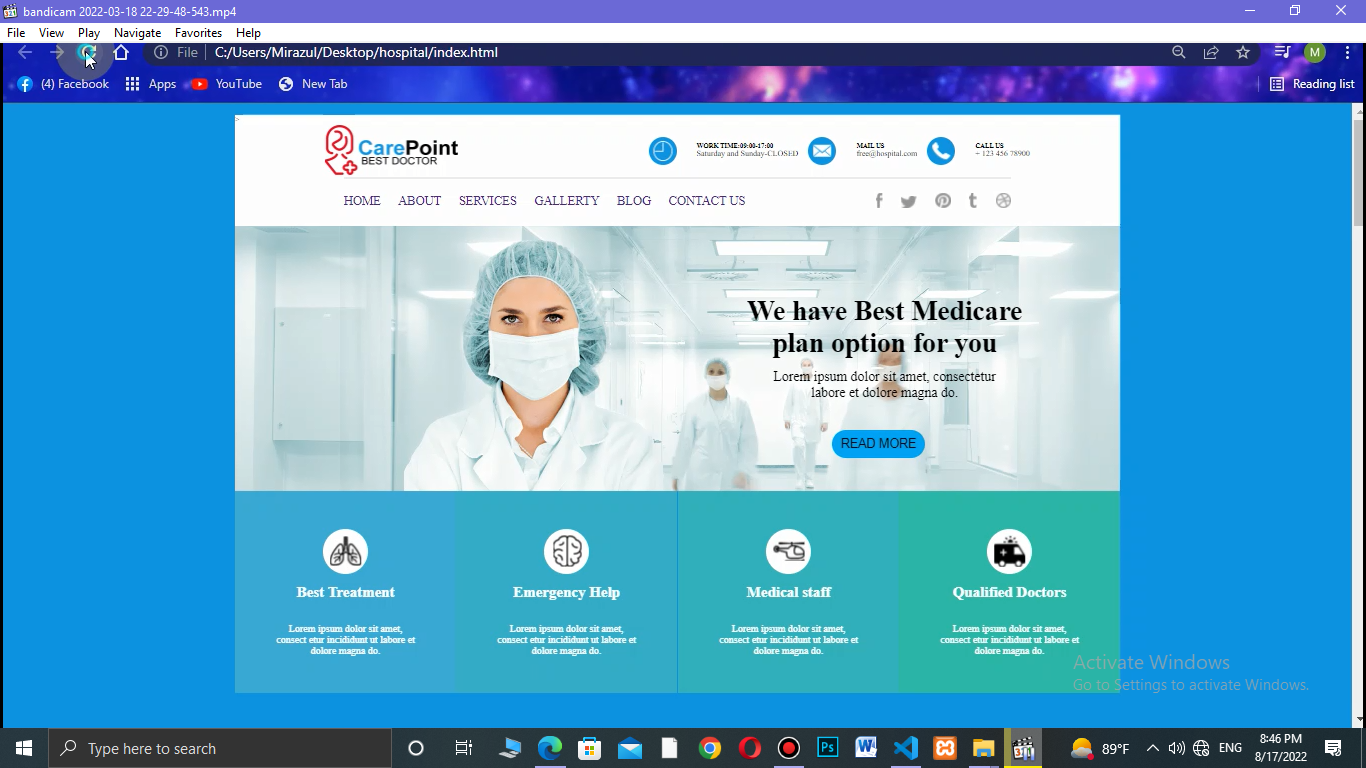 bandicam 2022-03-18 22-29-48-543.mp4
File View Play Navigate Favorites Help
File C:/Users/Mirazul/Desktop/hospital/index.html M
(4) Facebook Apps YouTube New Tab Reading list
>
CarePoint
BEST DOCTOR
WORK TIME:09:00-17:00
Saturday and Sunday-CLOSED
MAIL US
free@hospital.com
CALL US
+ 123 456 78900
HOME ABOUT SERVICES GALLERTY BLOG CONTACT US
We have Best Medicare
plan option for you
Lorem ipsum dolor sit amet, consectetur
labore et dolore magna do.
READ MORE
Best Treatment
Lorem ipsum dolor sit amet,
consect etur incididunt ut labore et
dolore magna do.
Emergency Help
Lorem ipsum dolor sit amet,
consect etur incididunt ut labore et
dolore magna do.
Medical staff
Lorem ipsum dolor sit amet,
consect etur incididunt ut labore et
dolore magna do.
Qualified Doctors
Lorem ipsum dolor sit amet,
consect etur incididunt ut labore et
dolore magna do.
Activate Windows
Go to Settings to activate Windows.
Type here to search
Ps
W
89°F
ENG
8:46 PM
8/17/2022